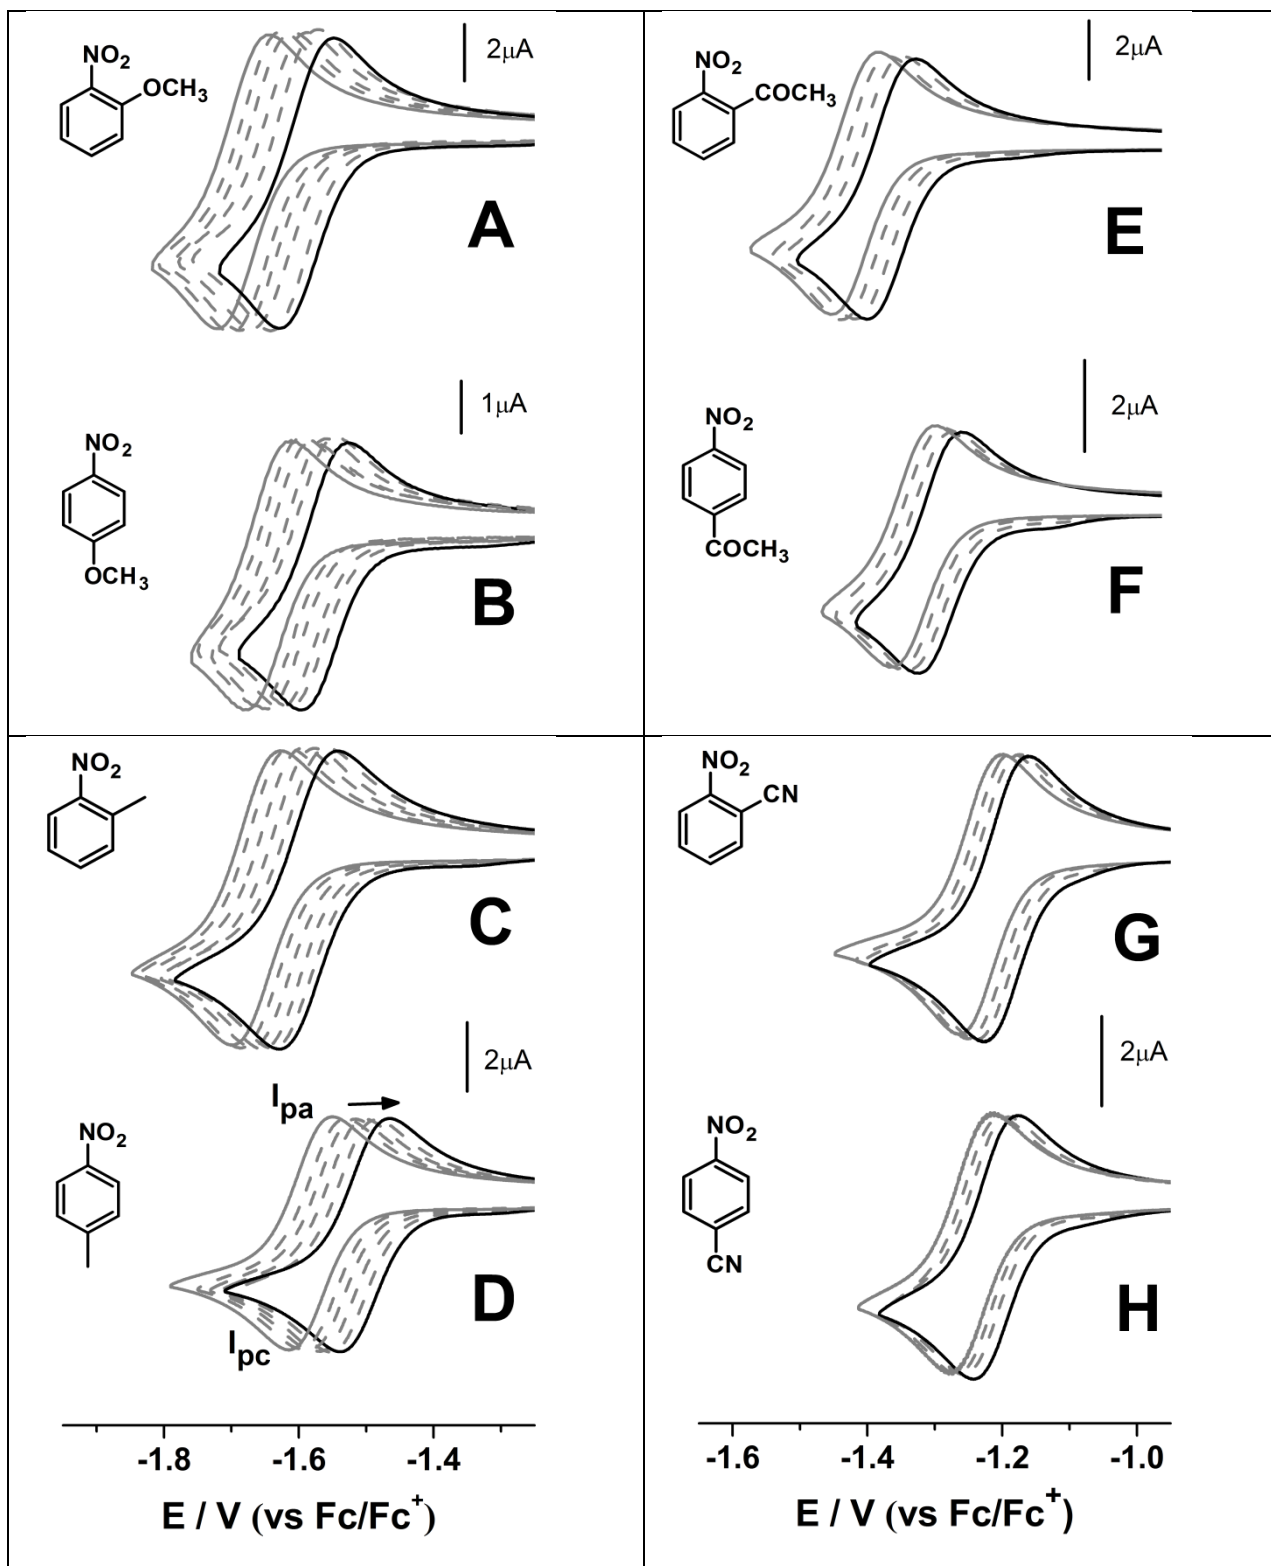 NO2
OCH3
2μA
A
NO2
OCH3
1μA
B
NO2
COCH3
2μA
E
NO2
COCH3
2μA
F
NO2
C
2μA
Ipa
NO2
D
Ipc
-1.8 -1.6 -1.4
E / V (vs Fc/Fc+)
NO2
CN
G
2μA
NO2
CN
H
-1.6 -1.4 -1.2 -1.0
E / V (vs Fc/Fc+)